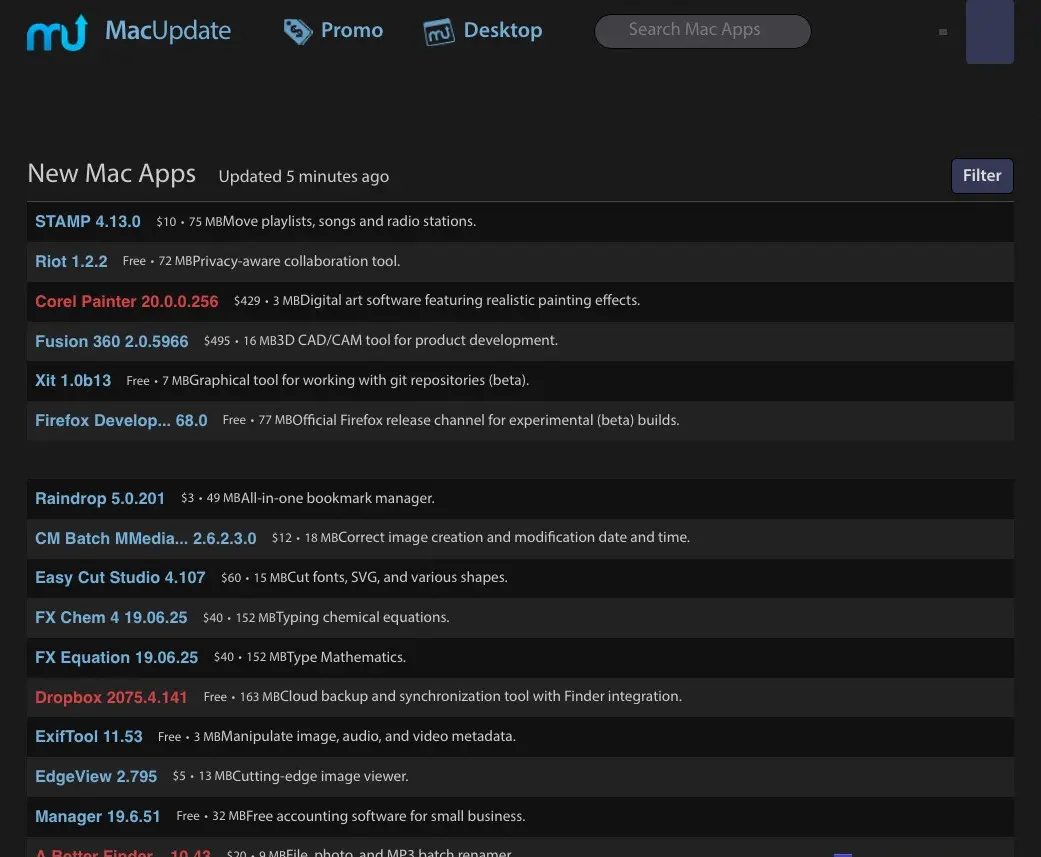 MacUpdate Promo Desktop Search Mac Apps
New Mac Apps Updated 5 minutes ago Filter
STAMP 4.13.0 $10 • 75 MBMove playlists, songs and radio stations.
Riot 1.2.2 Free • 72 MBPrivacy-aware collaboration tool.
Corel Painter 20.0.0.256 $429 • 3 MBDigital art software featuring realistic painting effects.
Fusion 360 2.0.5966 $495 • 16 MB3D CAD/CAM tool for product development.
Xit 1.0b13 Free • 7 MBGraphical tool for working with git repositories (beta).
Firefox Develop... 68.0 Free • 77 MBOfficial Firefox release channel for experimental (beta) builds.
Raindrop 5.0.201 $3 • 49 MBAll-in-one bookmark manager.
CM Batch MMedia... 2.6.2.3.0 $12 • 18 MBCorrect image creation and modification date and time.
Easy Cut Studio 4.107 $60 • 15 MBCut fonts, SVG, and various shapes.
FX Chem 4 19.06.25 $40 • 152 MBTyping chemical equations.
FX Equation 19.06.25 $40 • 152 MBType Mathematics.
Dropbox 2075.4.141 Free • 163 MBCloud backup and synchronization tool with Finder integration.
ExifTool 11.53 Free • 3 MBManipulate image, audio, and video metadata.
EdgeView 2.795 $5 • 13 MBCutting-edge image viewer.
Manager 19.6.51 Free • 32 MBFree accounting software for small business.
A Better Finder... 10.43 $20 • 9 MBFile, photo, and MP3 batch renamer.